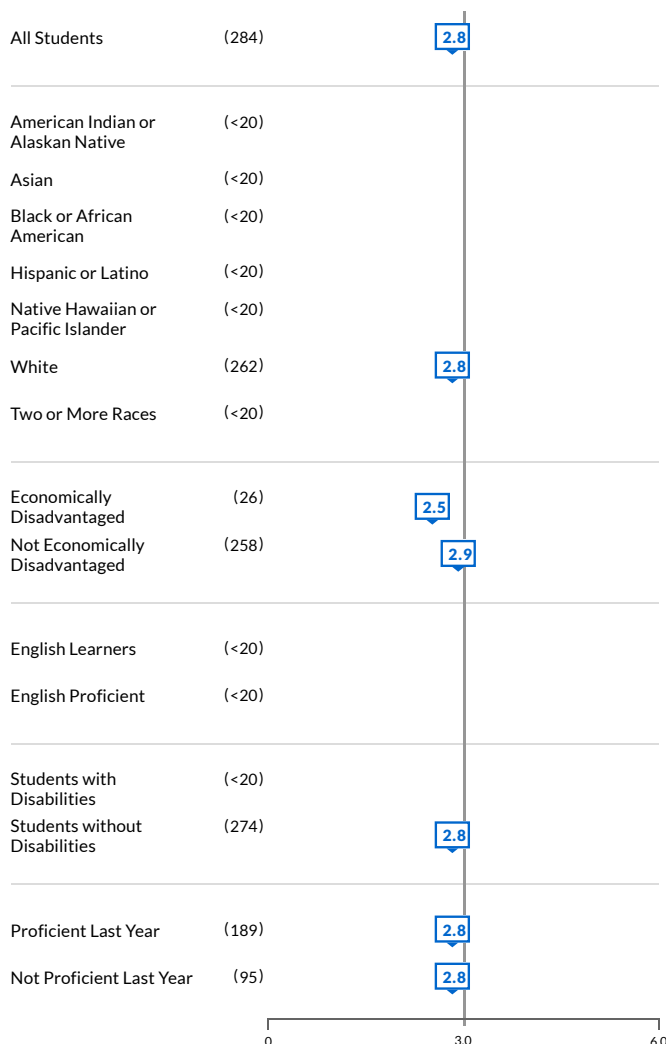 All Students (284) 2.8
American Indian or (<20)
Alaskan Native
Asian (<20)
Black or African (<20)
American
Hispanic or Latino (<20)
Native Hawaiian or (<20)
Pacific Islander
White (262) 2.8
Two or More Races (<20)
Economically (26) 2.5
Disadvantaged
Not Economically (258) 2.9
Disadvantaged
English Learners (<20)
English Proficient (<20)
Students with (<20)
Disabilities
Students without (274) 2.8
Disabilities
Proficient Last Year (189) 2.8
Not Proficient Last Year (95) 2.8
0 3.0 6.0